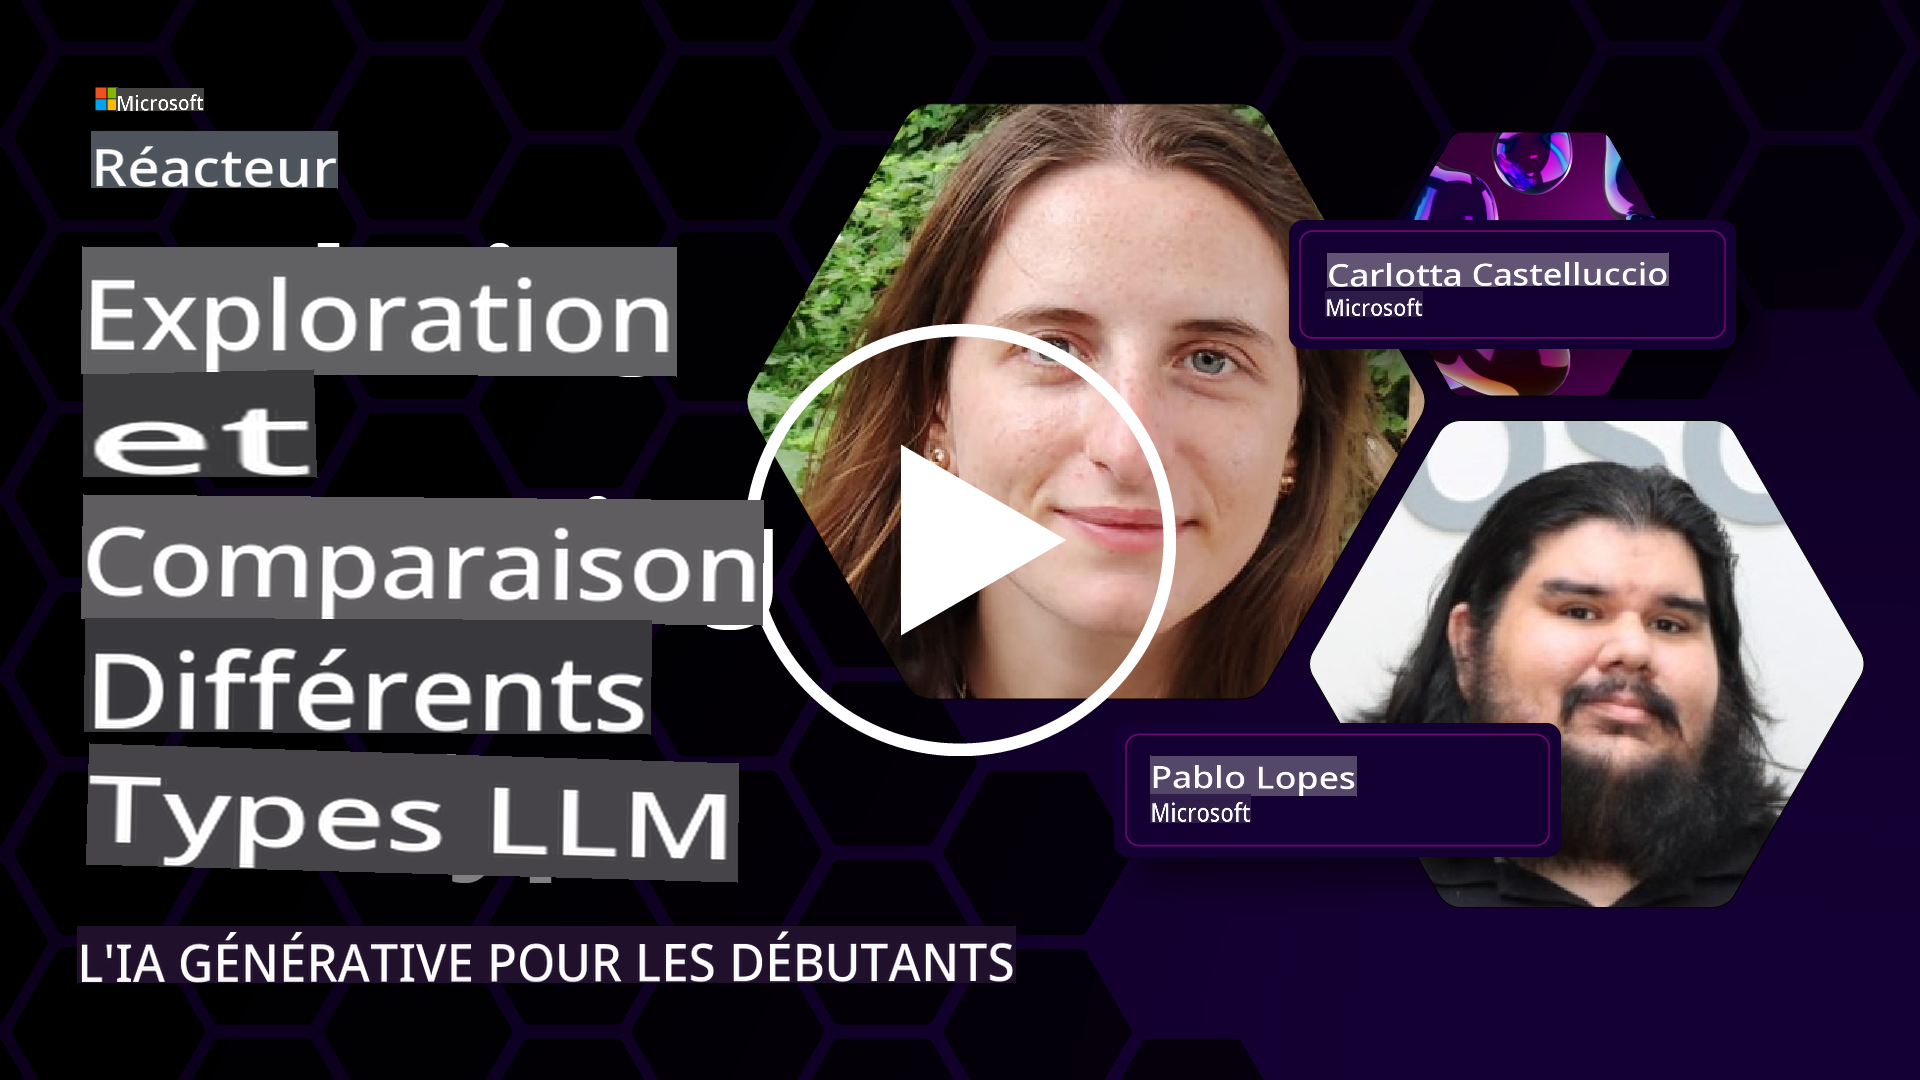 Microsoft
Réacteur
Exploration
et
Comparaison
Différents
Types LLM
L'IA GÉNÉRATIVE POUR LES DÉBUTANTS
Carlotta Castelluccio
Microsoft
Pablo Lopes
Microsoft